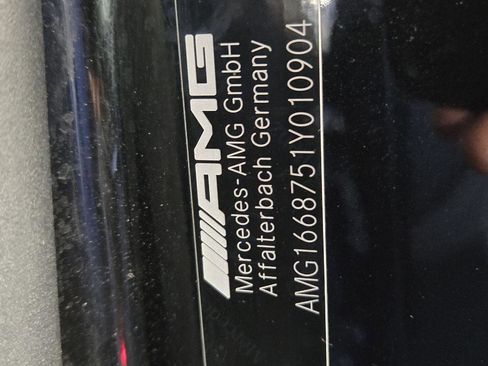 AMG
Mercedes-AMG GmbH
Affalterbach Germany
AMG1668751Y010904